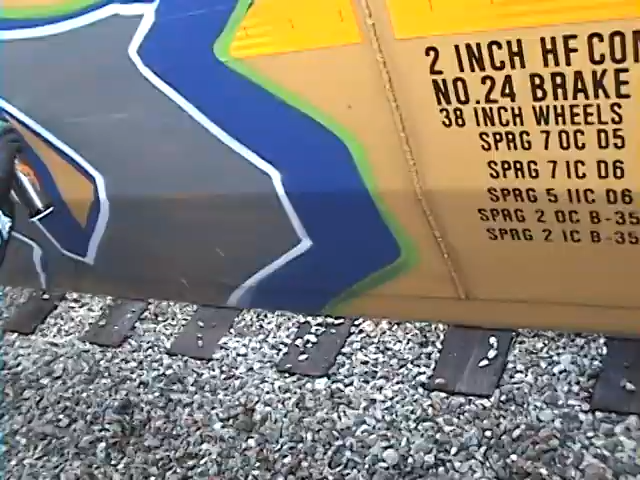 2 INCH HF COM
NO.24 BRAKE
38 INCH WHEELS
SPRG 7 OC D5
SPRG 7 IC D6
SPRG 5 IIC D6
SPRG 2 OC B-35
SPRG 2 IC B-35